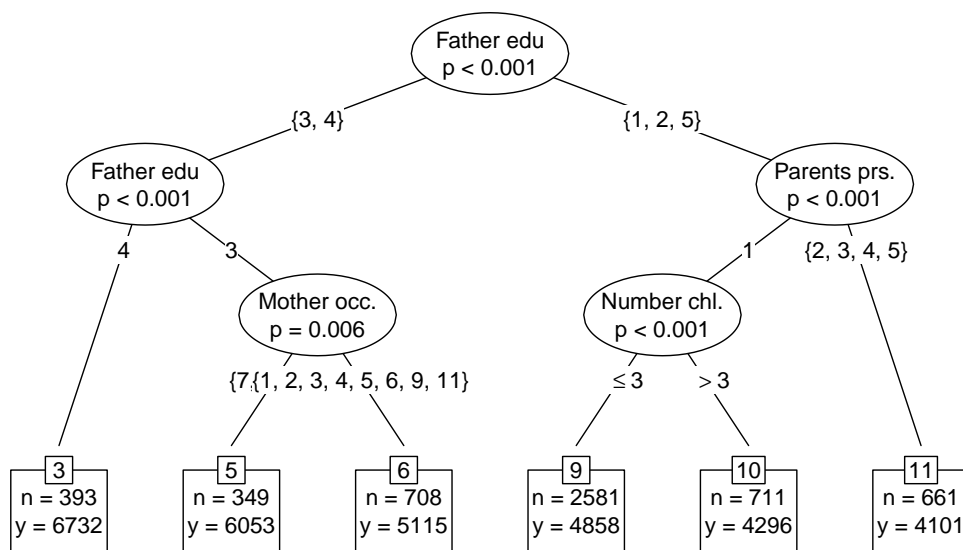 Father edu
p < 0.001
{3, 4}
{1, 2, 5}
Father edu
p < 0.001
Parents prs.
p < 0.001
4
3
1
{2, 3, 4, 5}
Mother occ.
p = 0.006
Number chl.
p < 0.001
{7,
{1, 2, 3, 4, 5, 6, 9, 11}
≤ 3
> 3
3
n = 393
y = 6732
5
n = 349
y = 6053
6
n = 708
y = 5115
9
n = 2581
y = 4858
10
n = 711
y = 4296
11
n = 661
y = 4101